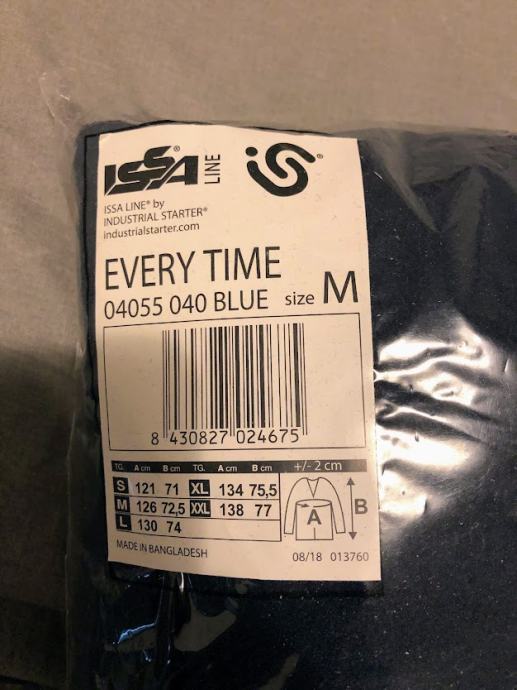 ISSA LINE iS®
ISSA LINE® by
INDUSTRIAL STARTER®
industrialstarter.com
EVERY TIME
04055 040 BLUE size M
8 430827 024675
TG. A cm B cm TG. A cm B cm +/- 2 cm
S 121 71 XL 134 75,5
M 126 72,5 XXL 138 77
L 130 74
A B
MADE IN BANGLADESH
08/18 013760